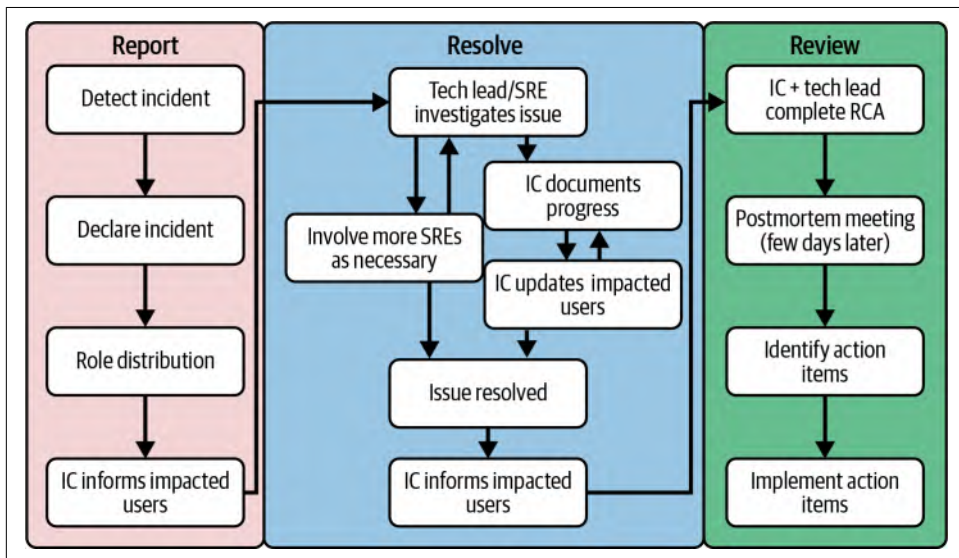 Report
Detect incident
Declare incident
Role distribution
IC informs impacted
users
Resolve
Tech lead/SRE
investigates issue
IC documents
progress
Involve more SREs
as necessary
IC updates impacted
users
Issue resolved
IC informs impacted
users
Review
IC + tech lead
complete RCA
Postmortem meeting
(few days later)
Identify action
items
Implement action
items